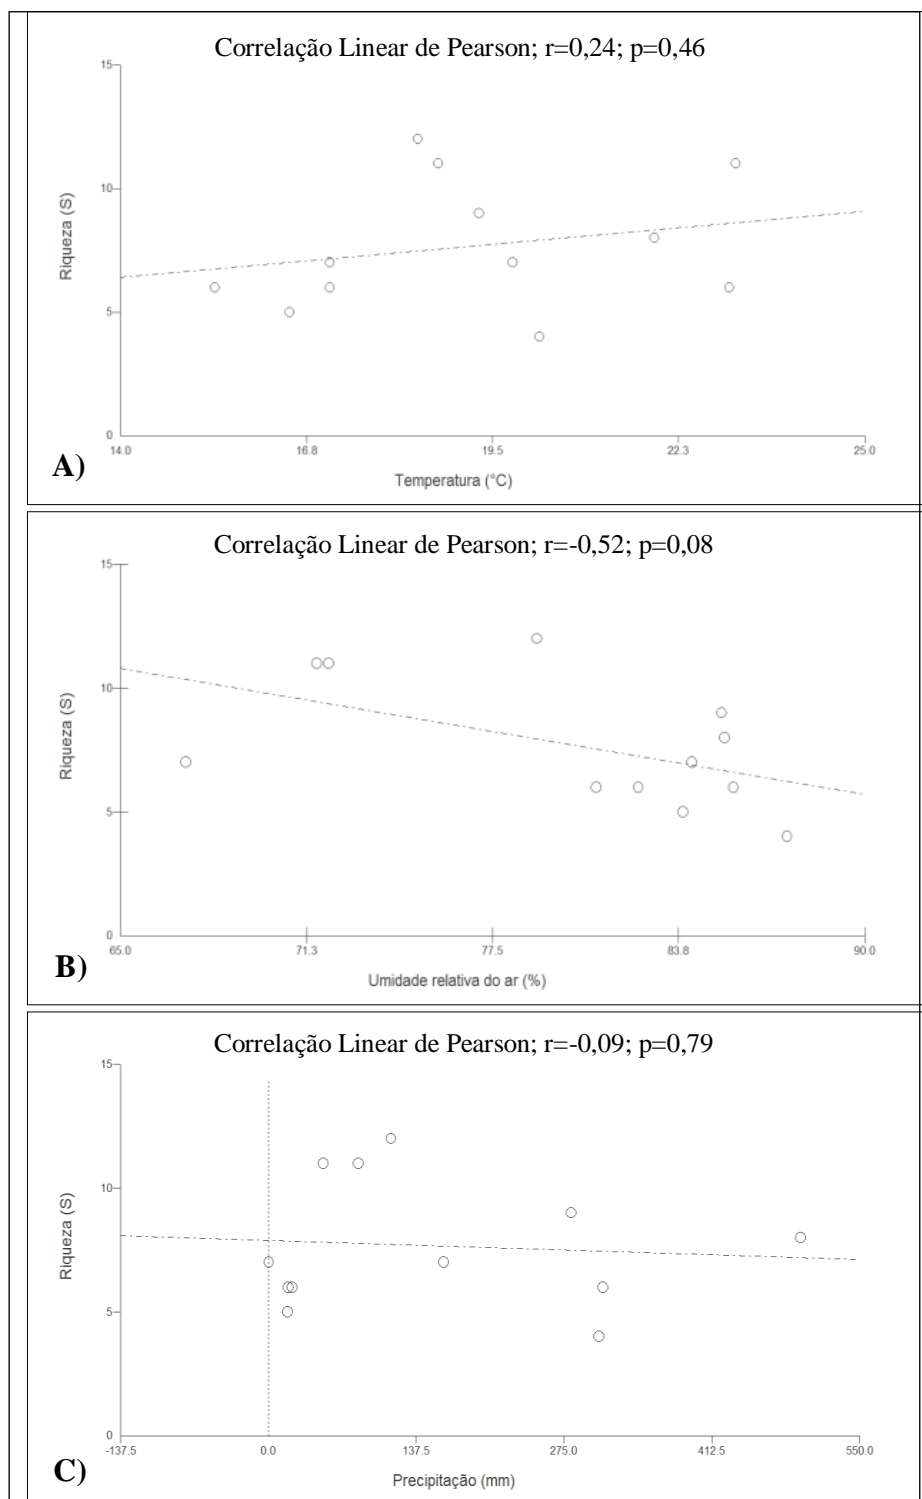 Correlação Linear de Pearson; r=0,24; p=0,46
15
10
5
0
Riqueza (S)
14.0 16.8 19.5 22.3 25.0
Temperatura (°C)
A)
Correlação Linear de Pearson; r=-0,52; p=0,08
15
10
5
0
Riqueza (S)
65.0 71.3 77.5 83.8 90.0
Umidade relativa do ar (%)
B)
Correlação Linear de Pearson; r=-0,09; p=0,79
15
10
5
0
Riqueza (S)
-137.5 0.0 137.5 275.0 412.5 550.0
Precipitação (mm)
C)